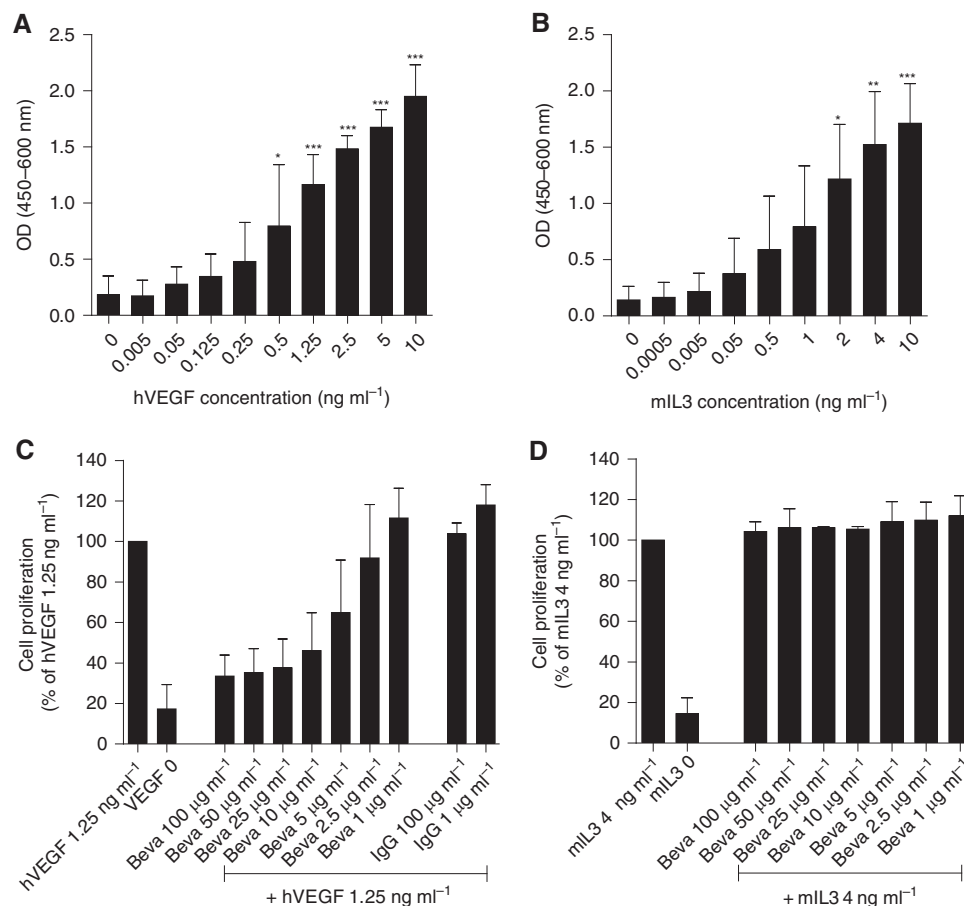 A
OD (450–600 nm)
2.5
2.0
1.5
1.0
0.5
0.0
* *** *** *** ***
0 0.005 0.05 0.125 0.25 0.5 1.25 2.5 5 10
hVEGF concentration (ng ml⁻¹)
B
OD (450–600 nm)
2.5
2.0
1.5
1.0
0.5
0.0
* ** ***
0 0.0005 0.005 0.05 0.5 1 2 4 10
mIL3 concentration (ng ml⁻¹)
C
Cell proliferation
(% of hVEGF 1.25 ng ml⁻¹)
140
120
100
80
60
40
20
0
hVEGF 1.25 ng ml⁻¹
VEGF 0
Beva 100 µg ml⁻¹
Beva 50 µg ml⁻¹
Beva 25 µg ml⁻¹
Beva 10 µg ml⁻¹
Beva 5 µg ml⁻¹
Beva 2.5 µg ml⁻¹
Beva 1 µg ml⁻¹
IgG 100 µg ml⁻¹
IgG 1 µg ml⁻¹
+ hVEGF 1.25 ng ml⁻¹
D
Cell proliferation
(% of mIL3 4 ng ml⁻¹)
140
120
100
80
60
40
20
0
mIL3 4 ng ml⁻¹
mIL3 0
Beva 100 µg ml⁻¹
Beva 50 µg ml⁻¹
Beva 25 µg ml⁻¹
Beva 10 µg ml⁻¹
Beva 5 µg ml⁻¹
Beva 2.5 µg ml⁻¹
Beva 1 µg ml⁻¹
+ mIL3 4 ng ml⁻¹